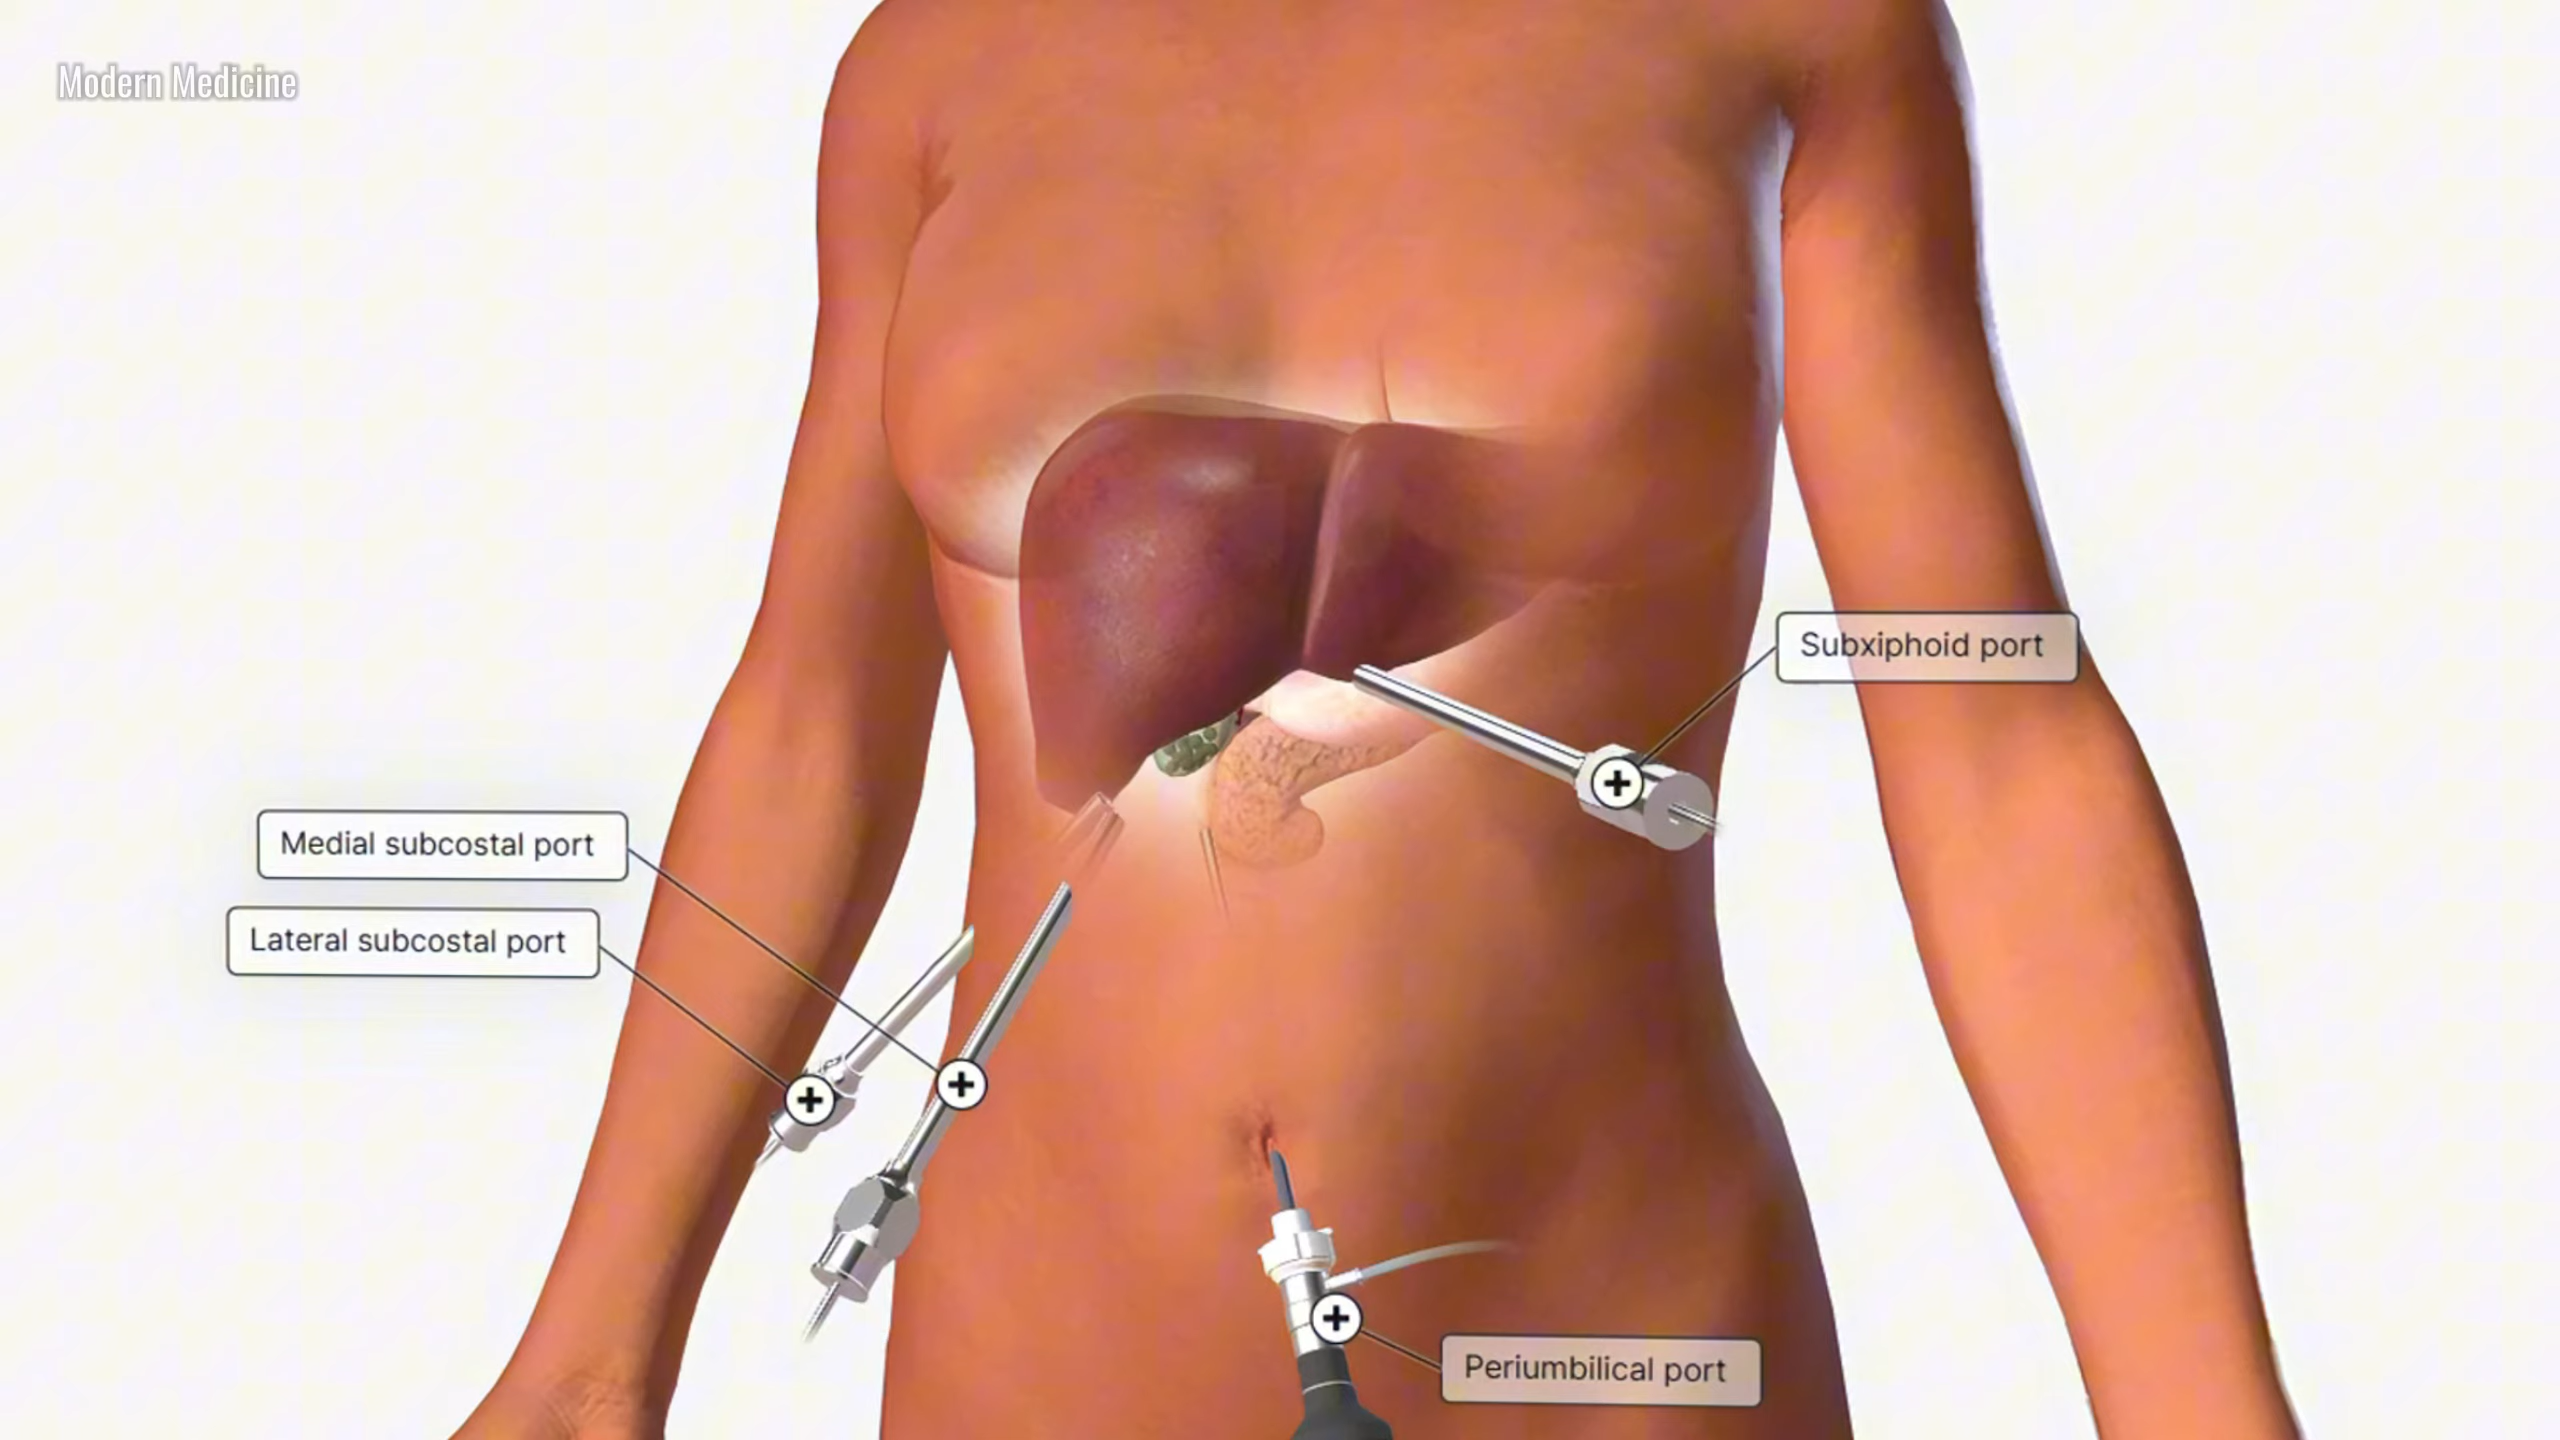 Modern Medicine
Subxiphoid port
Medial subcostal port
Lateral subcostal port
Periumbilical port